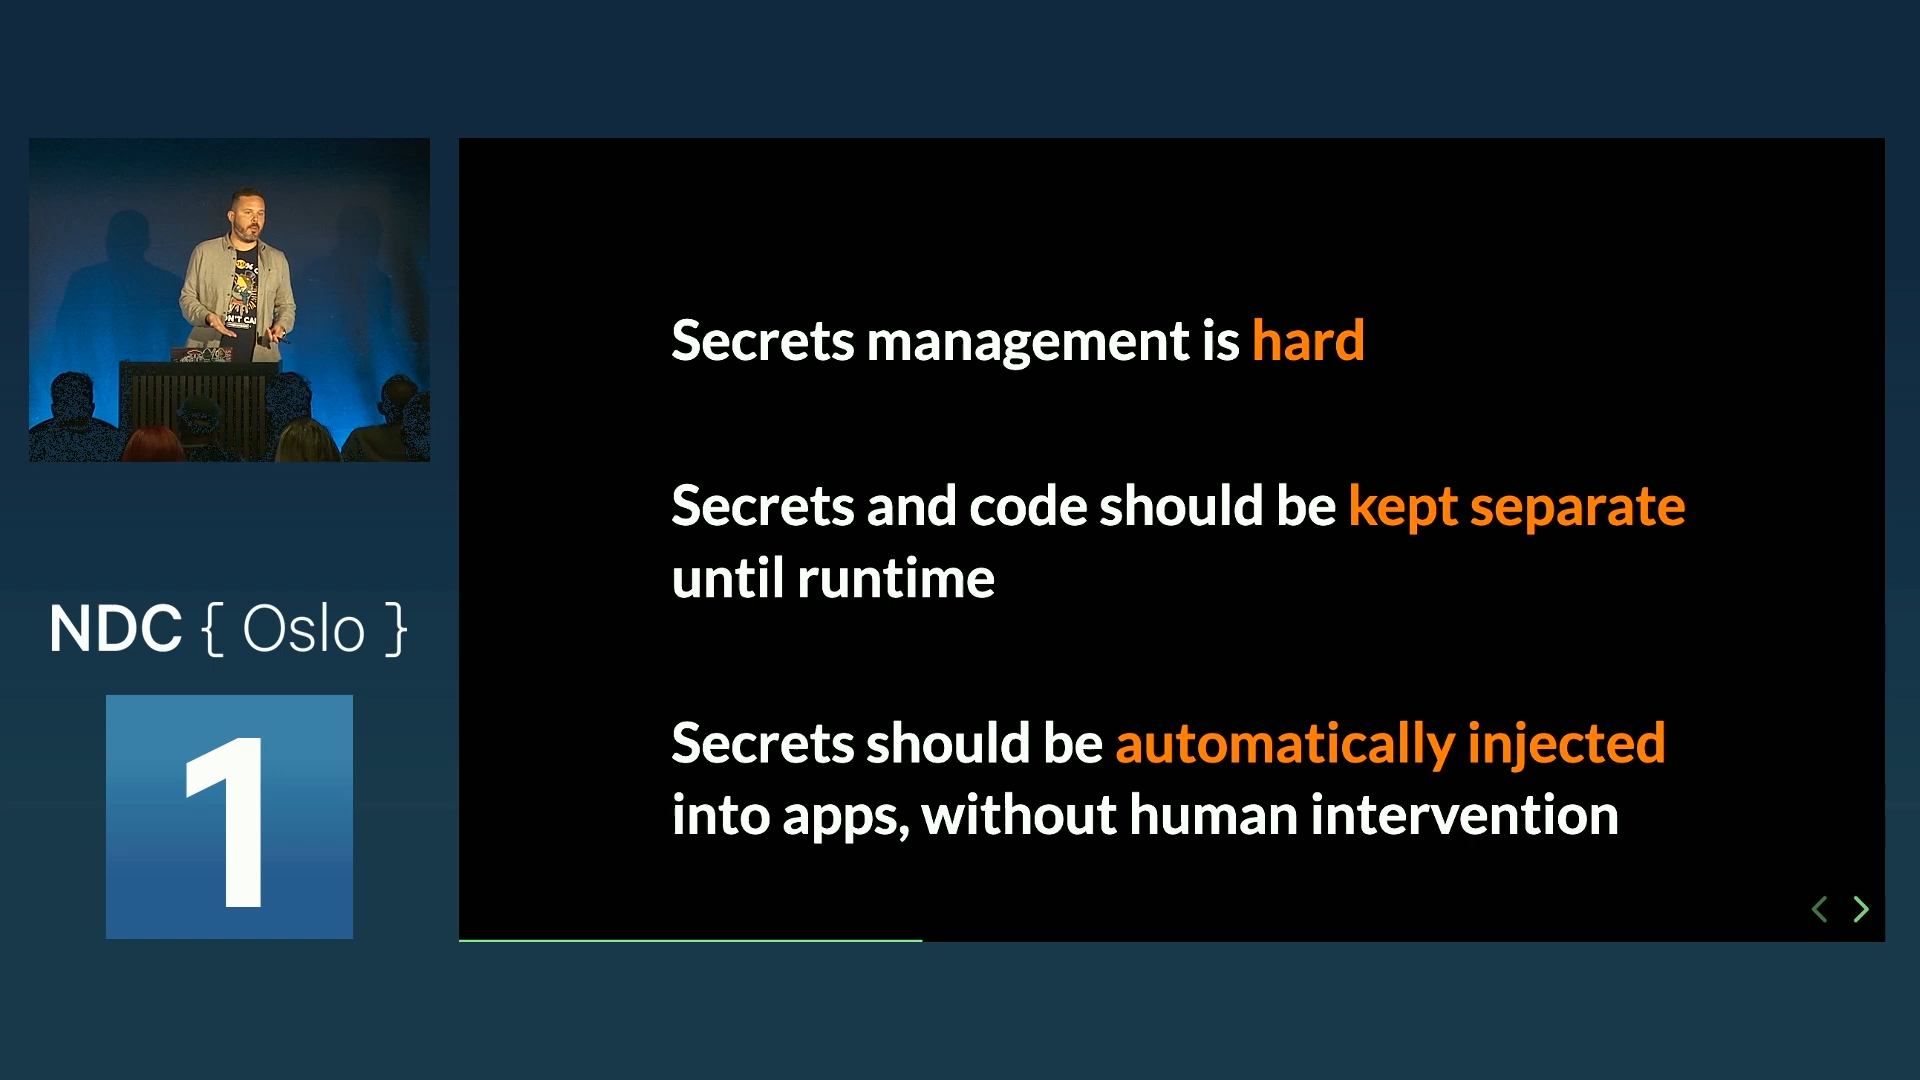 Secrets management is hard
Secrets and code should be kept separate
until runtime
Secrets should be automatically injected
into apps, without human intervention
NDC { Oslo }
1